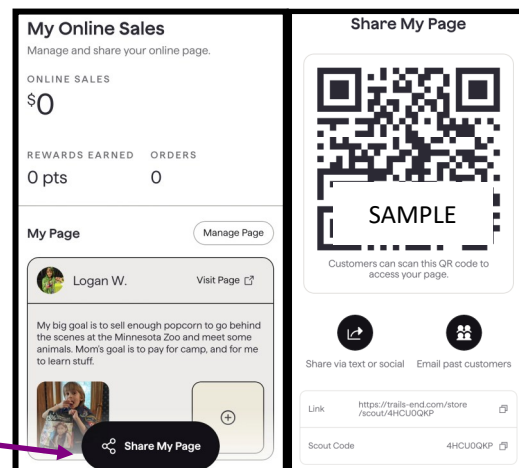 My Online Sales
Manage and share your online page.
ONLINE SALES
$0
REWARDS EARNED ORDERS
0 pts 0
My Page Manage Page
Logan W. Visit Page
My big goal is to sell enough popcorn to go behind
the scenes at the Minnesota Zoo and meet some
animals. Mom's goal is to pay for camp, and for me
to learn stuff.
Share My Page
Share My Page
SAMPLE
Customers can scan this QR code to
access your page.
Share via text or social Email past customers
Link https://trails-end.com/store
/scout/4HCU0QKP
Scout Code 4HCU0QKP